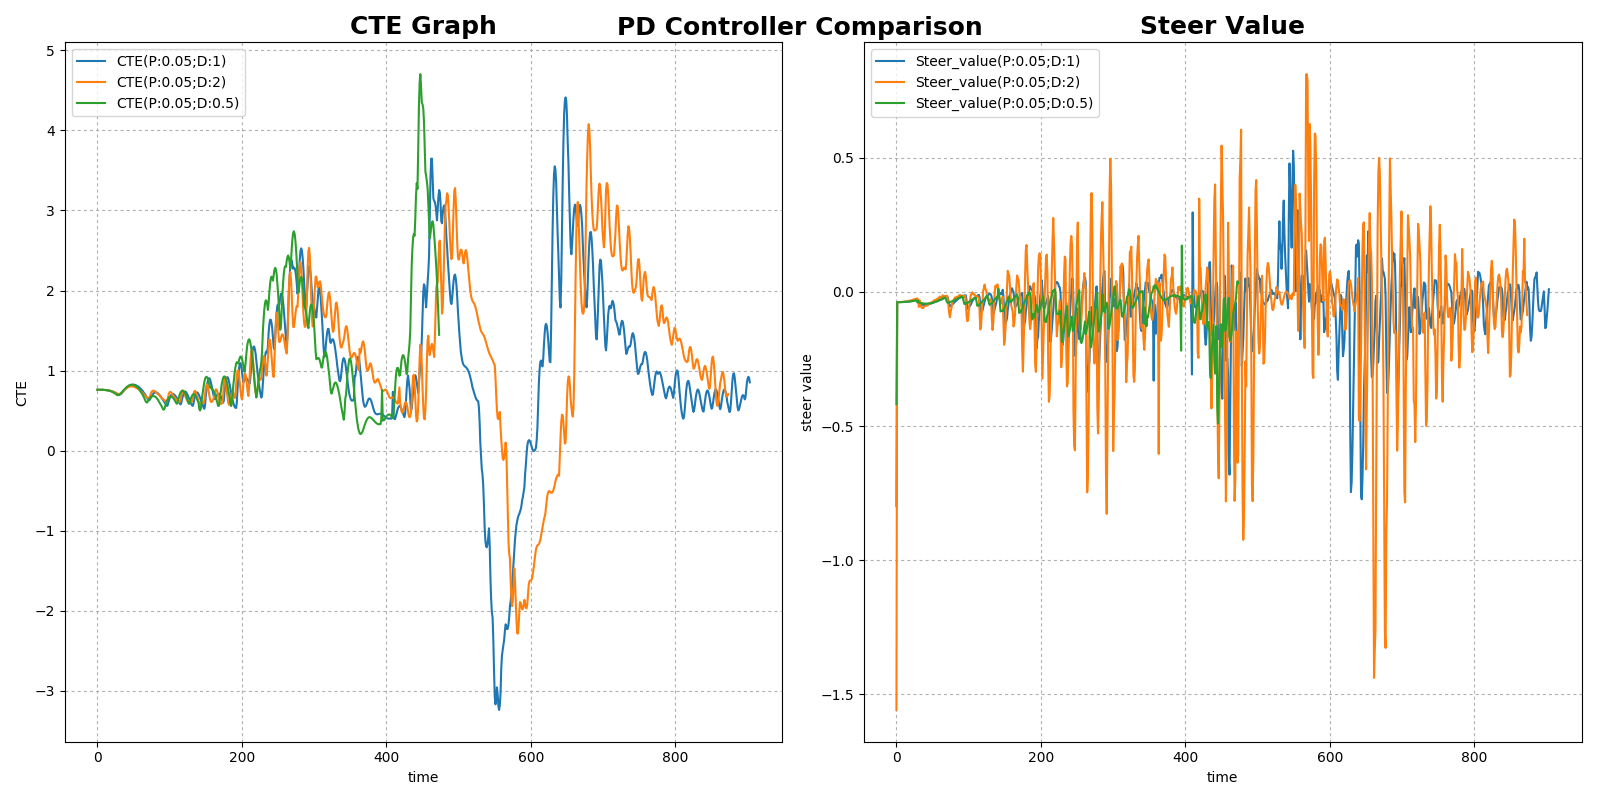 CTE Graph
PD Controller Comparison
Steer Value
CTE(P:0.05;D:1)
CTE(P:0.05;D:2)
CTE(P:0.05;D:0.5)
5
4
3
2
1
0
−1
−2
−3
CTE
0
200
400
600
800
time
Steer_value(P:0.05;D:1)
Steer_value(P:0.05;D:2)
Steer_value(P:0.05;D:0.5)
0.5
0.0
−0.5
−1.0
−1.5
steer value
0
200
400
600
800
time